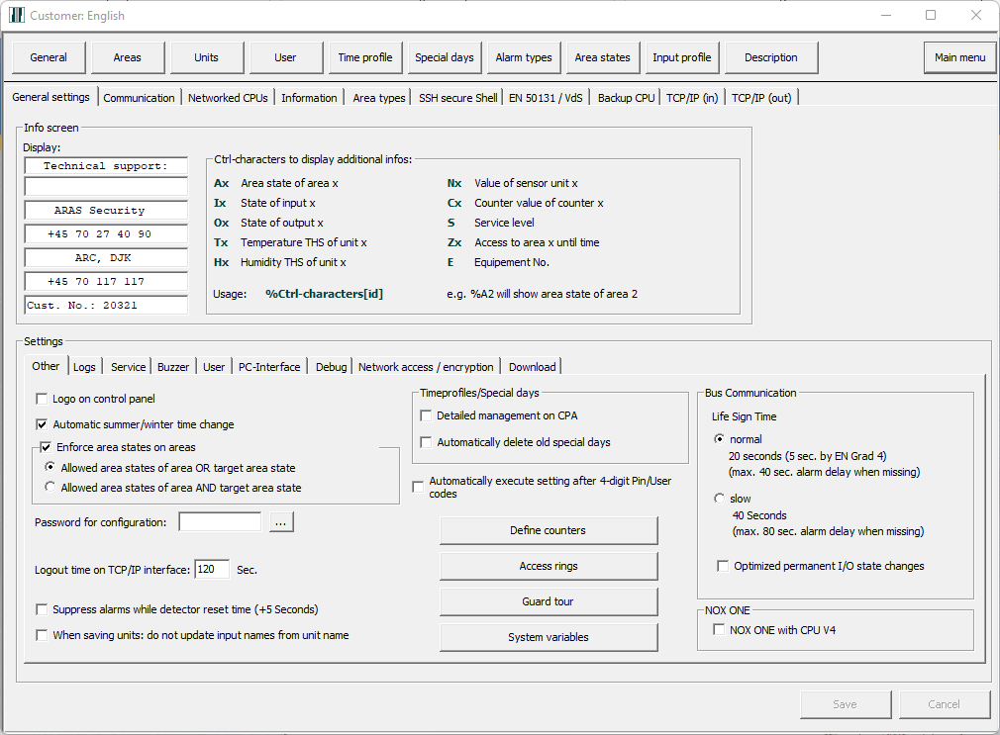 Customer: English
General Areas Units User Time profile Special days Alarm types Area states Input profile Description Main menu
General settings Communication Networked CPUs Information Area types SSH secure Shell EN 50131 / VdS Backup CPU TCP/IP (in) TCP/IP (out)
Info screen
Display:
Technical support:
ARAS Security
+45 70 27 40 90
ARC, DJK
+45 70 117 117
Cust. No.: 20321
Ctrl-characters to display additional infos:
Ax Area state of area x
Ix State of input x
Ox State of output x
Tx Temperature THS of unit x
Hx Humidity THS of unit x
Nx Value of sensor unit x
Cx Counter value of counter x
S Service level
Zx Access to area x until time
E Equipement No.
Usage: %Ctrl-characters[id] e.g. %A2 will show area state of area 2
Settings
Other Logs Service Buzzer User PC-Interface Debug Network access / encryption Download
Logo on control panel
Automatic summer/winter time change
Enforce area states on areas
Allowed area states of area OR target area state
Allowed area states of area AND target area state
Password for configuration: ...
Logout time on TCP/IP interface: 120 Sec.
Suppress alarms while detector reset time (+5 Seconds)
When saving units: do not update input names from unit name
Timeprofiles/Special days
Detailed management on CPA
Automatically delete old special days
Automatically execute setting after 4-digit Pin/User
codes
Define counters
Access rings
Guard tour
System variables
Bus Communication
Life Sign Time
normal
20 seconds (5 sec. by EN Grad 4)
(max. 40 sec. alarm delay when missing)
slow
40 Seconds
(max. 80 sec. alarm delay when missing)
Optimized permanent I/O state changes
NOX ONE
NOX ONE with CPU V4
Save Cancel